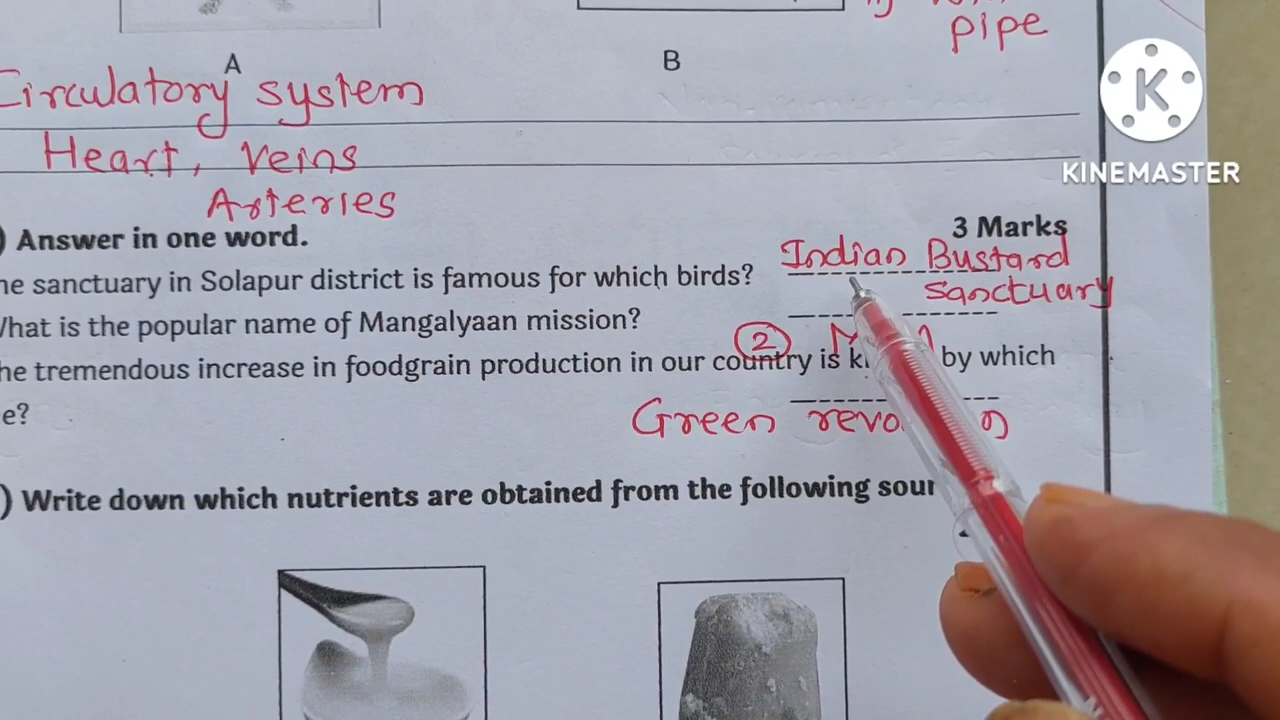 pipe
A
B
Circulatory system
Heart, Veins
Arteries
) Answer in one word.
3 Marks
he sanctuary in Solapur district is famous for which birds?
Indian Bustard
Sanctuary
What is the popular name of Mangalyaan mission?
2
he tremendous increase in foodgrain production in our country is by which
e?
Green
) Write down which nutrients are obtained from the following
K
KINEMASTER